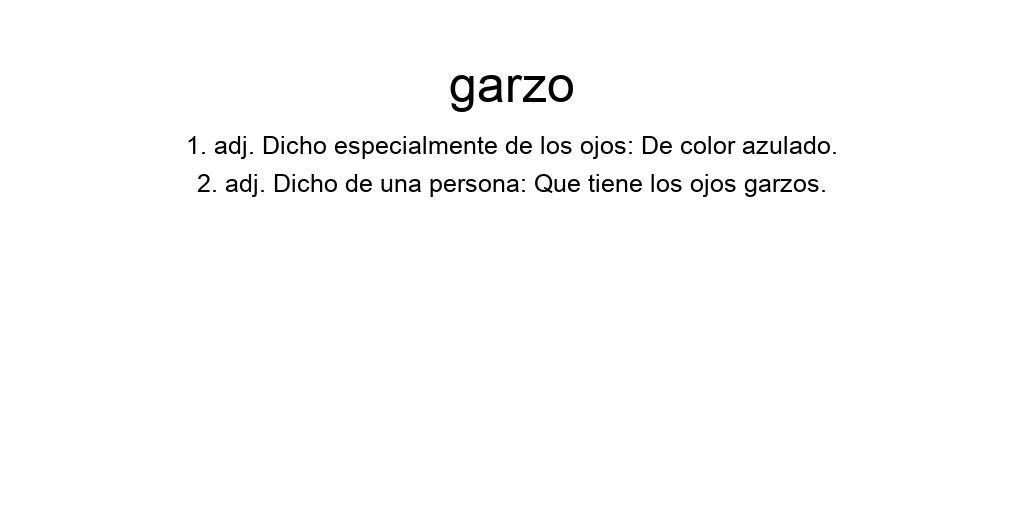 garzo
1. adj. Dicho especialmente de los ojos: De color azulado.
2. adj. Dicho de una persona: Que tiene los ojos garzos.